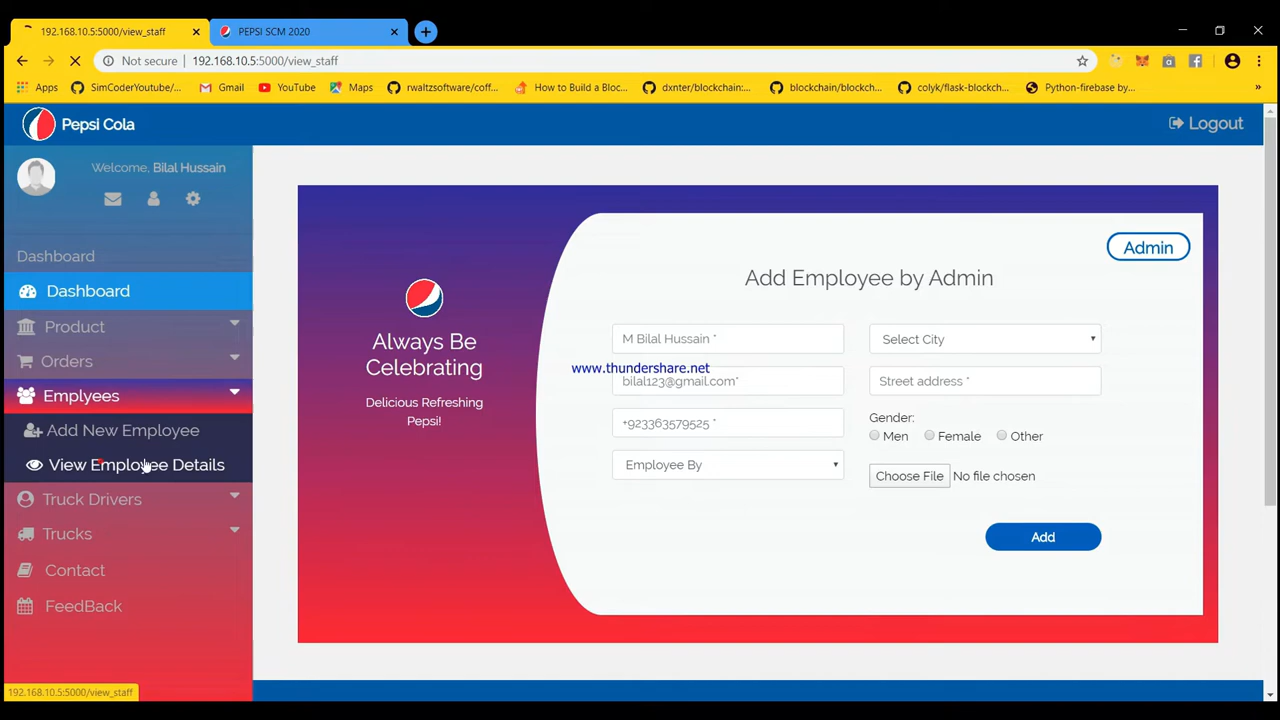 192.168.10.5:5000/view_staff
PEPSI SCM 2020
Not secure
192.168.10.5:5000/view_staff
Apps
SimCoderYoutube/...
Gmail
YouTube
Maps
rwaltzsoftware/coff...
How to Build a Bloc...
dxnter/blockchain:...
blockchain/blockch...
colyk/flask-blockch...
Python-firebase by...
Pepsi Cola
Logout
Welcome, Bilal Hussain
Dashboard
Dashboard
Product
Orders
Emplyees
Add New Employee
View Employee Details
Truck Drivers
Trucks
Contact
FeedBack
Always Be
Celebrating
Delicious Refreshing
Pepsi!
Admin
Add Employee by Admin
M Bilal Hussain *
Select City
www.thundershare.net
bilal123@gmail.com*
Street address *
+923363579525 *
Gender:
Men Female Other
Employee By
Choose File No file chosen
Add
192.168.10.5:5000/view_staff